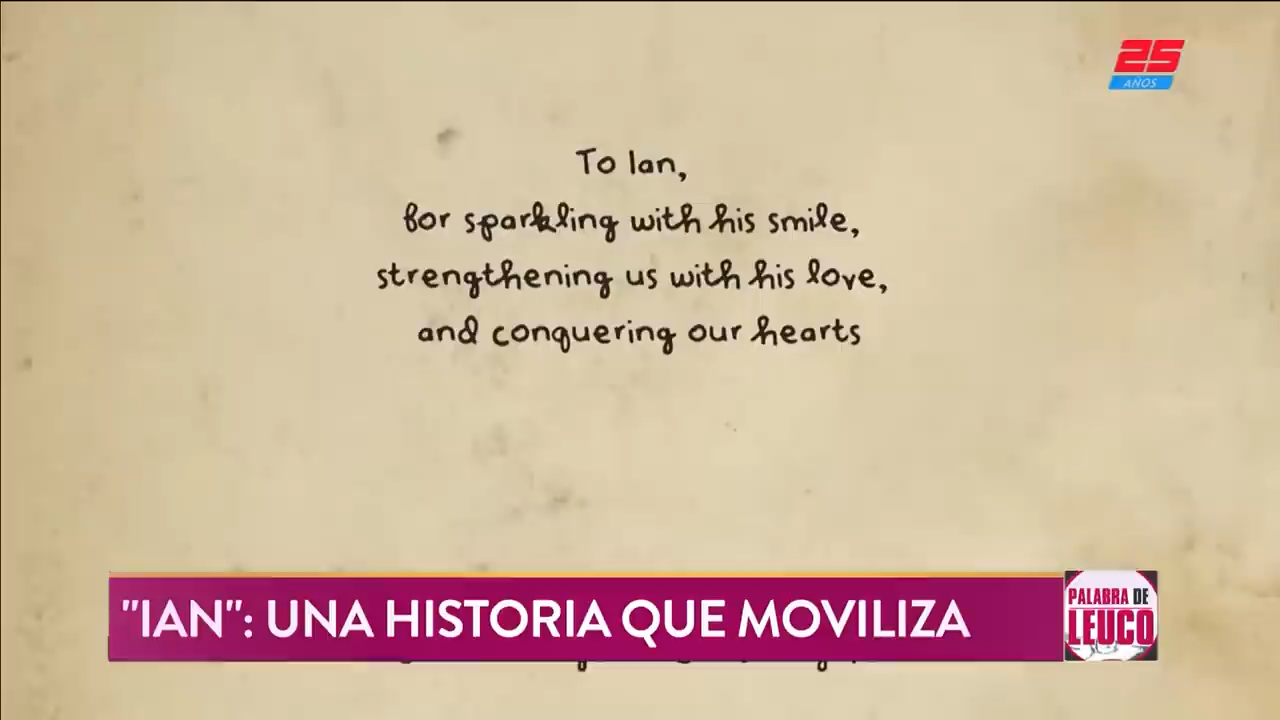 25
AÑOS
To Ian,
for sparkling with his smile,
strengthening us with his love,
and conquering our hearts
"IAN": UNA HISTORIA QUE MOVILIZA
PALABRA DE
LEUCO